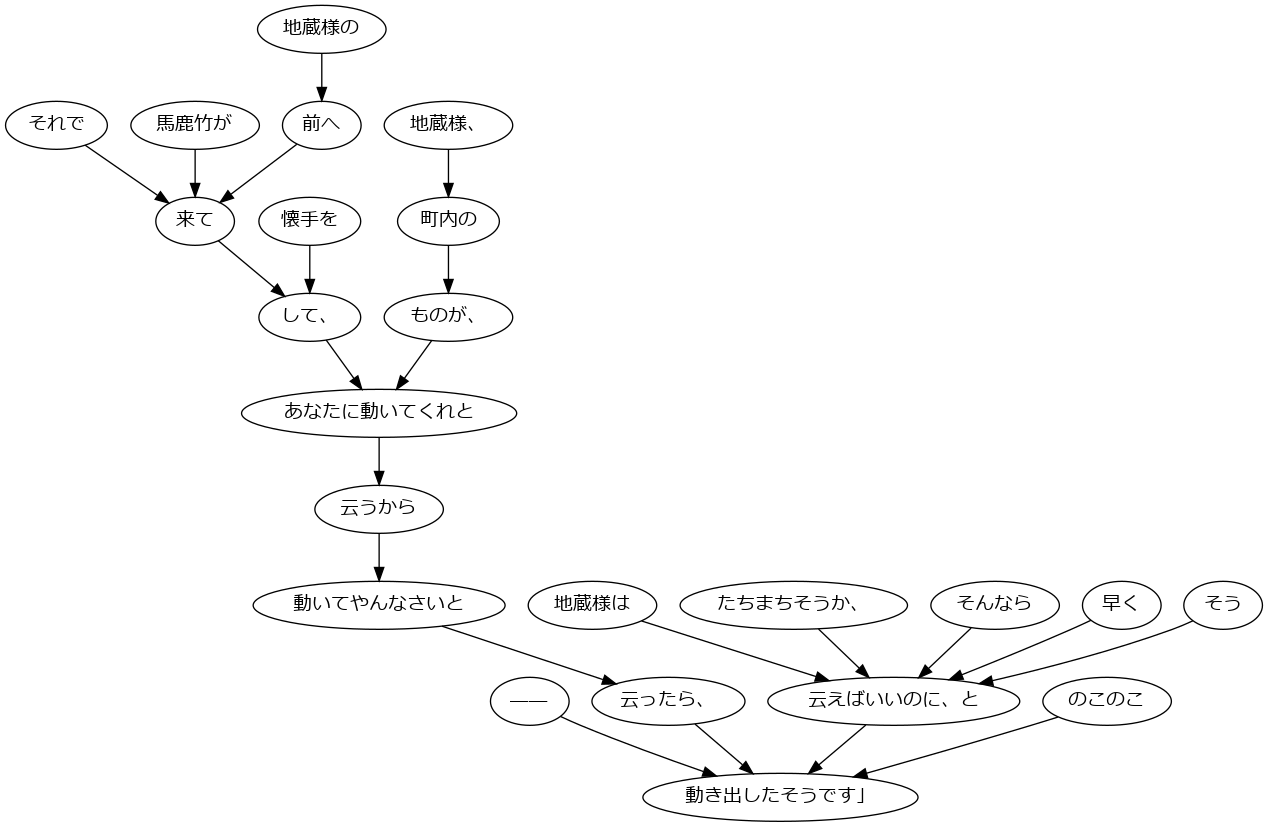 地蔵様の
それで
馬鹿竹が
前へ
地蔵様、
来て
懐手を
町内の
して、
ものが、
あなたに動いてくれと
云うから
動いてやんなさいと
地蔵様は
たちまちそうか、
そんなら
早く
そう
――
云ったら、
云えばいいのに、と
のこのこ
動き出したそうです」